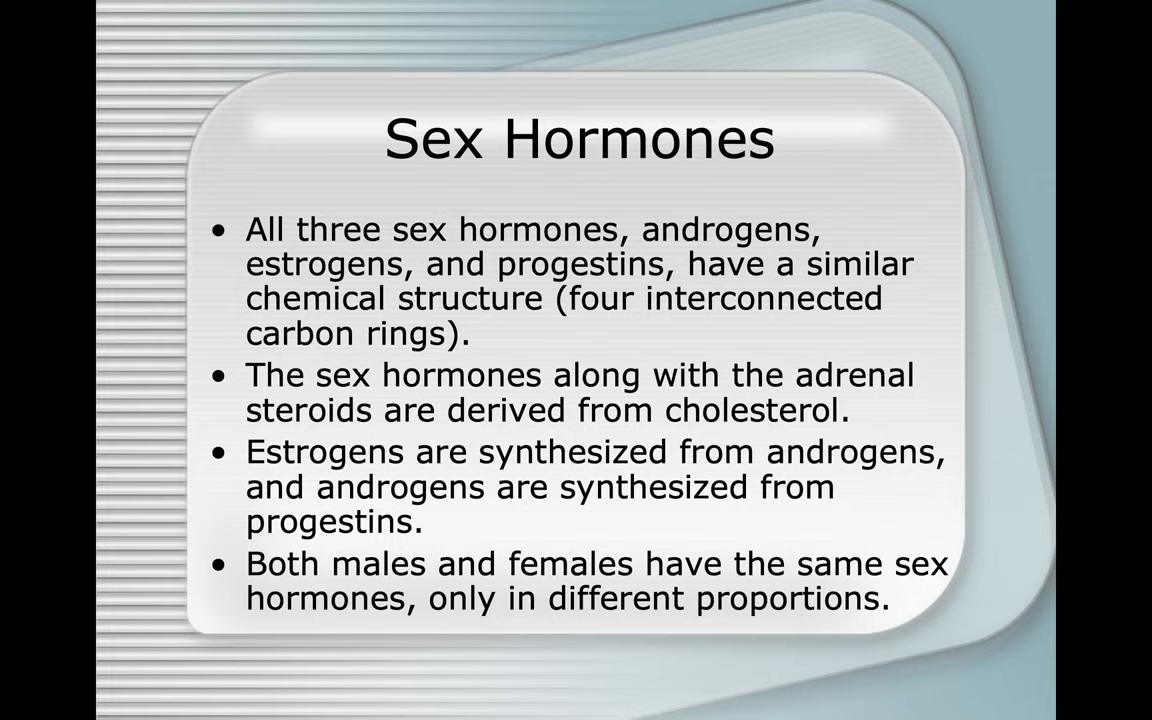 Sex Hormones
• All three sex hormones, androgens,
estrogens, and progestins, have a similar
chemical structure (four interconnected
carbon rings).
• The sex hormones along with the adrenal
steroids are derived from cholesterol.
• Estrogens are synthesized from androgens,
and androgens are synthesized from
progestins.
• Both males and females have the same sex
hormones, only in different proportions.